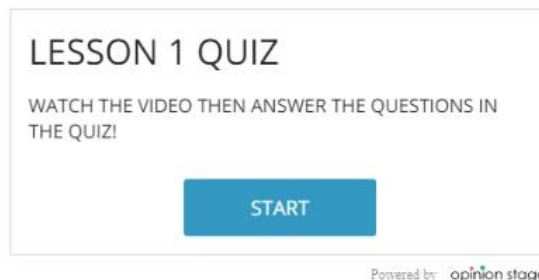 LESSON 1 QUIZ
WATCH THE VIDEO THEN ANSWER THE QUESTIONS IN
THE QUIZ!
START
Powered by opinion stage